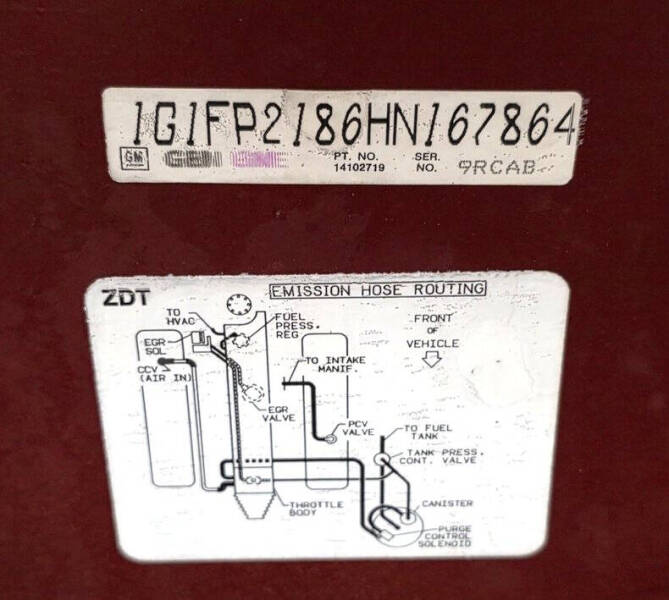 1G1FP2186HN167864
GM
PT. NO. SER.
14102719 NO. 9RCAB
ZDT
EMISSION HOSE ROUTING
TO
HVAC
FUEL
PRESS.
REG
FRONT
OF
VEHICLE
EGR
SOL
CCV
(AIR IN)
TO INTAKE
MANIF.
EGR
VALVE
PCV
VALVE
TO FUEL
TANK
TANK PRESS.
CONT. VALVE
THROTTLE
BODY
CANISTER
PURGE
CONTROL
SOLENOID